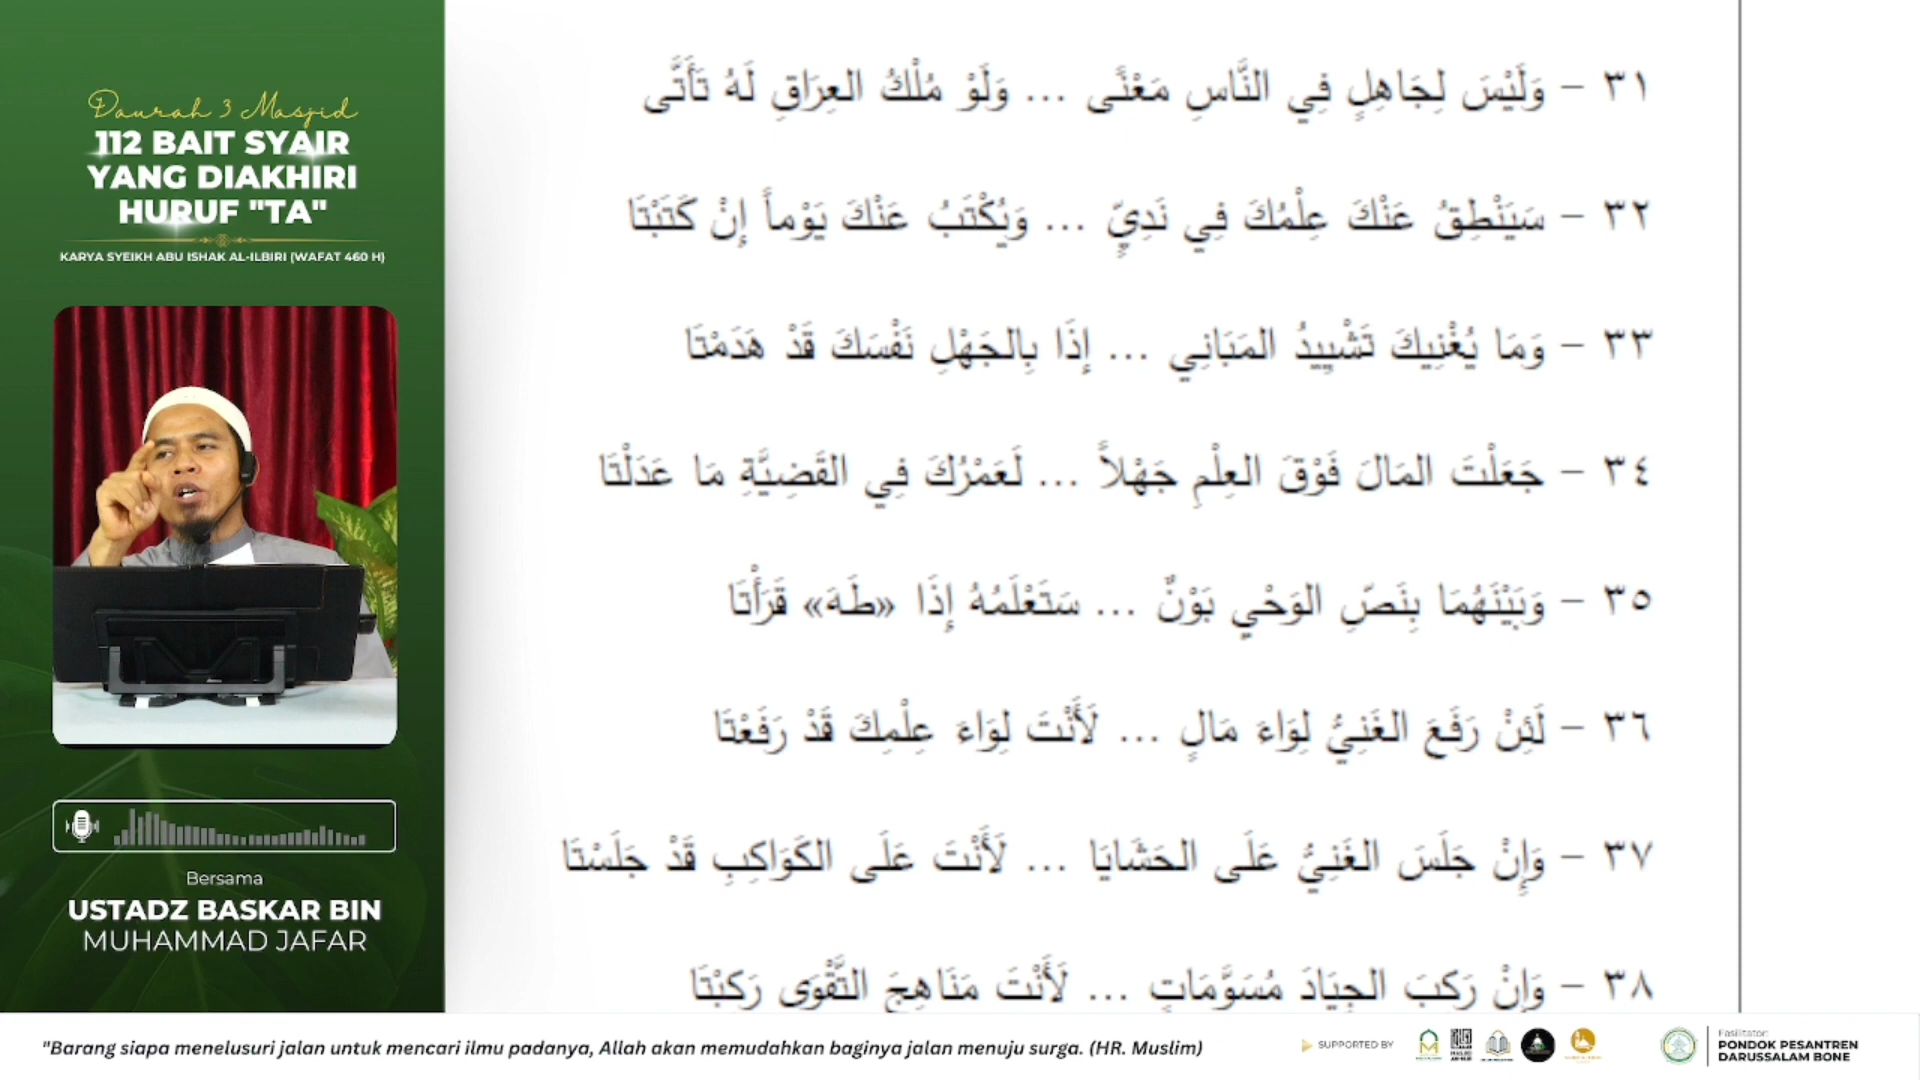 Daurah 3 Masjid
112 BAIT SYAIR
YANG DIAKHIRI
HURUF "TA"
KARYA SYEIKH ABU ISHAK AL-ILBIRI (WAFAT 460 H)
Bersama
USTADZ BASKAR BIN
MUHAMMAD JAFAR
٣١ – وَلَيْسَ لِجَاهِلٍ فِي النَّاسِ مَعْنًى ... وَلَوْ مُلْكُ العِرَاقِ لَهُ تَأَتَّى
٣٢ – سَيَنْطِقُ عَنْكَ عِلْمُكَ فِي نَدِيٍّ ... وَيُكْتَبُ عَنْكَ يَوْماً إِنْ كَتَبْتَا
٣٣ – وَمَا يُغْنِيكَ تَشْيِيدُ المَبَانِي ... إِذَا بِالجَهْلِ نَفْسَكَ قَدْ هَدَمْتَا
٣٤ – جَعَلْتَ المَالَ فَوْقَ العِلْمِ جَهْلاً ... لَعَمْرُكَ فِي القَضِيَّةِ مَا عَدَلْتَا
٣٥ – وَبَيْنَهُمَا بِنَصِّ الوَحْيِ بَوْنٌ ... سَتَعْلَمُهُ إِذَا «طَهَ» قَرَأْتَا
٣٦ – لَئِنْ رَفَعَ الغَنِيُّ لِوَاءَ مَالٍ ... لَأَنْتَ لِوَاءَ عِلْمِكَ قَدْ رَفَعْتَا
٣٧ – وَإِنْ جَلَسَ الغَنِيُّ عَلَى الحَشَايَا ... لَأَنْتَ عَلَى الكَوَاكِبِ قَدْ جَلَسْتَا
٣٨ – وَإِنْ رَكِبَ الجِيَادَ مُسَوَّمَاتٍ ... لَأَنْتَ مَنَاهِجَ التَّقْوَى رَكِبْتَا
"Barang siapa menelusuri jalan untuk mencari ilmu padanya, Allah akan memudahkan baginya jalan menuju surga. (HR. Muslim)
SUPPORTED BY
Fasilitator:
PONDOK PESANTREN
DARUSSALAM BONE